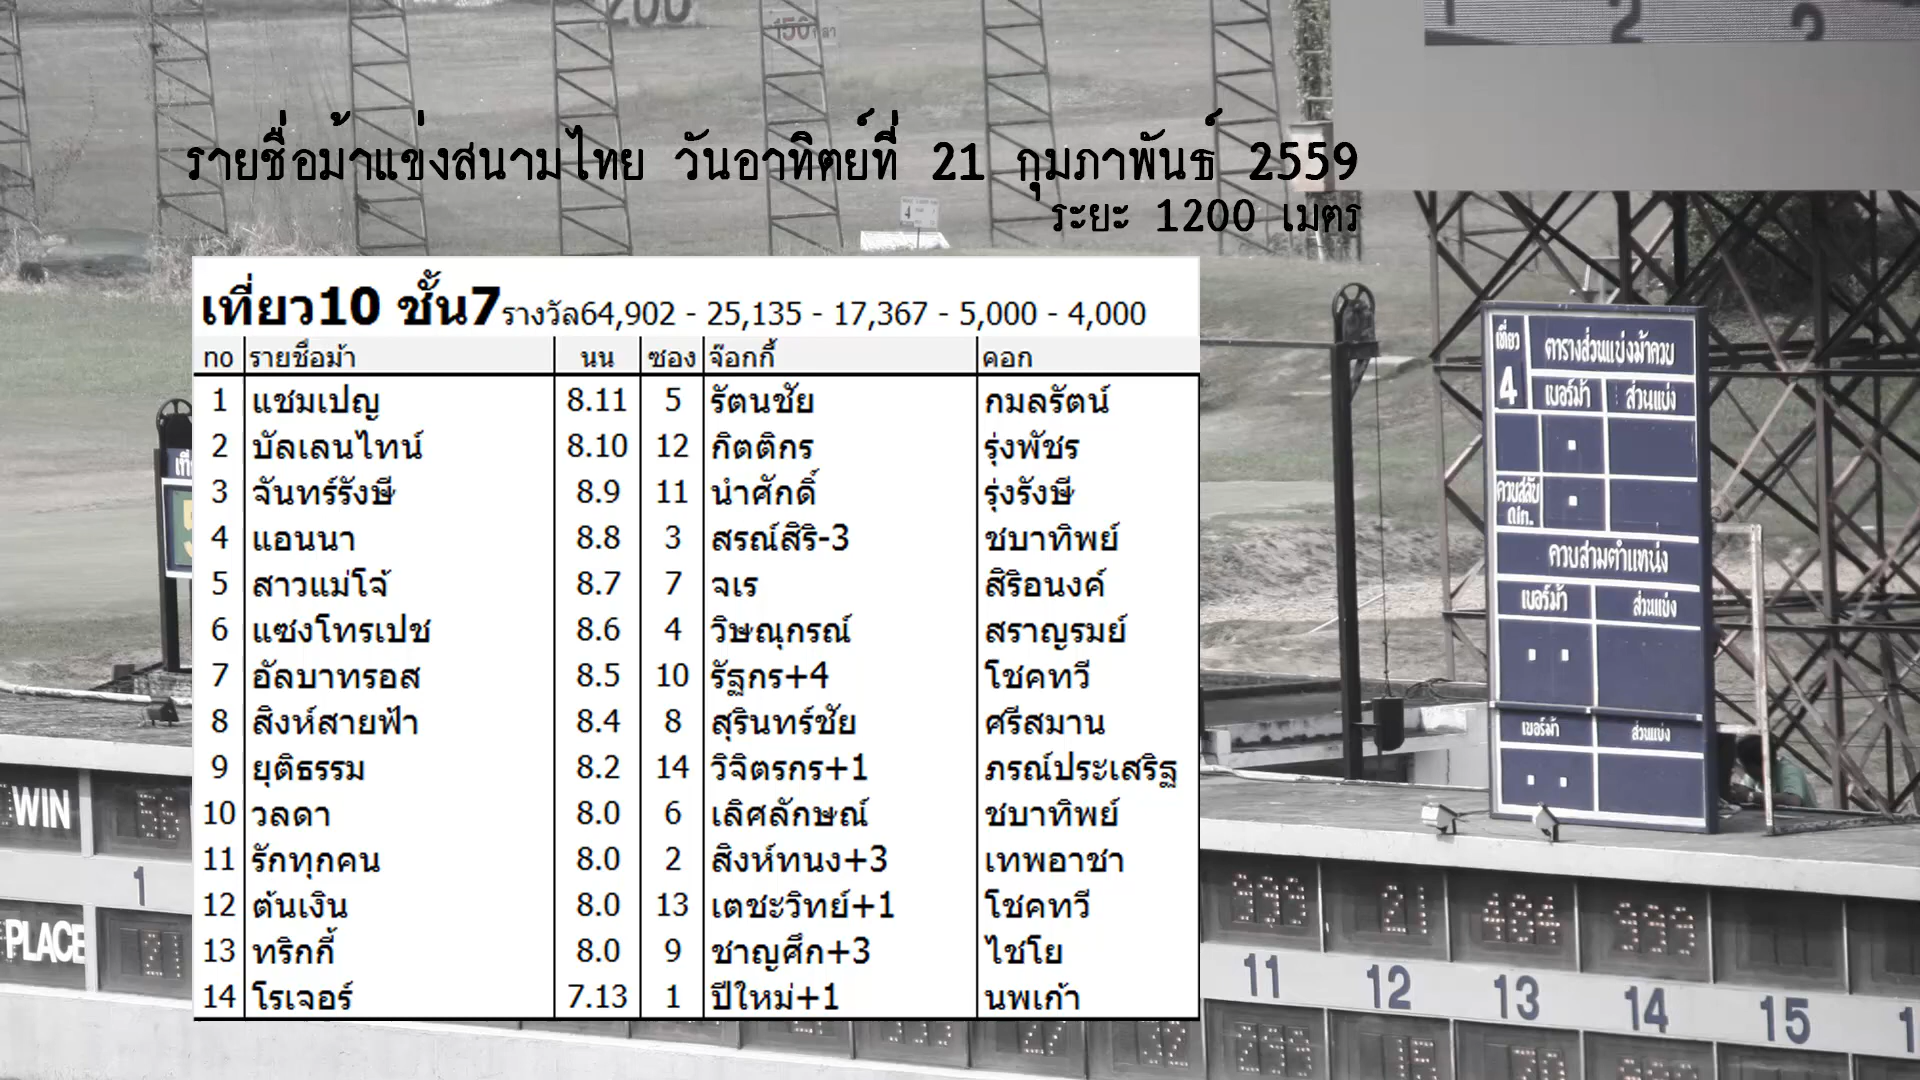 200
150
1 2 3
รายชื่อม้าแข่งสนามไทย วันอาทิตย์ที่ 21 กุมภาพันธ์ 2559
ระยะ 1200 เมตร
เที่ยว10 ชั้น7 รางวัล64,902 - 25,135 - 17,367 - 5,000 - 4,000
no รายชื่อม้า นน ซอง จ๊อกกี้ คอก
1 แชมเปญ 8.11 5 รัตนชัย กมลรัตน์
2 บัลเลนไทน์ 8.10 12 กิตติกร รุ่งพัชร
3 จันทร์รังษี 8.9 11 นำศักดิ์ รุ่งรังษี
4 แอนนา 8.8 3 สรณ์สิริ-3 ชบาทิพย์
5 สาวแม่โจ้ 8.7 7 จเร สิริอนงค์
6 แซ่งโทรเปซ 8.6 4 วิษณุกรณ์ สราญรมย์
7 อัลบาทรอส 8.5 10 รัฐกร+4 โชคทวี
8 สิงห์สายฟ้า 8.4 8 สุรินทร์ชัย ศรีสมาน
9 ยุติธรรม 8.2 14 วิจิตรกร+1 ภรณ์ประเสริฐ
10 วลดา 8.0 6 เลิศลักษณ์ ชบาทิพย์
11 รักทุกคน 8.0 2 สิงห์ทนง+3 เทพอาชา
12 ต้นเงิน 8.0 13 เตชะวิทย์+1 โชคทวี
13 ทริกกี้ 8.0 9 ชาญศึก+3 ไชโย
14 โรเจอร์ 7.13 1 ปีใหม่+1 นพเก้า
เที่ยว 4
ตารางส่วนแบ่งม้าควบ
เบอร์ม้า ส่วนแบ่ง
ควบสลับ
ควบสามตำแหน่ง
เบอร์ม้า ส่วนแบ่ง
เบอร์ม้า ส่วนแบ่ง
WIN 56
1
PLACE 21
999 21 484 999
11 12 13 14 15